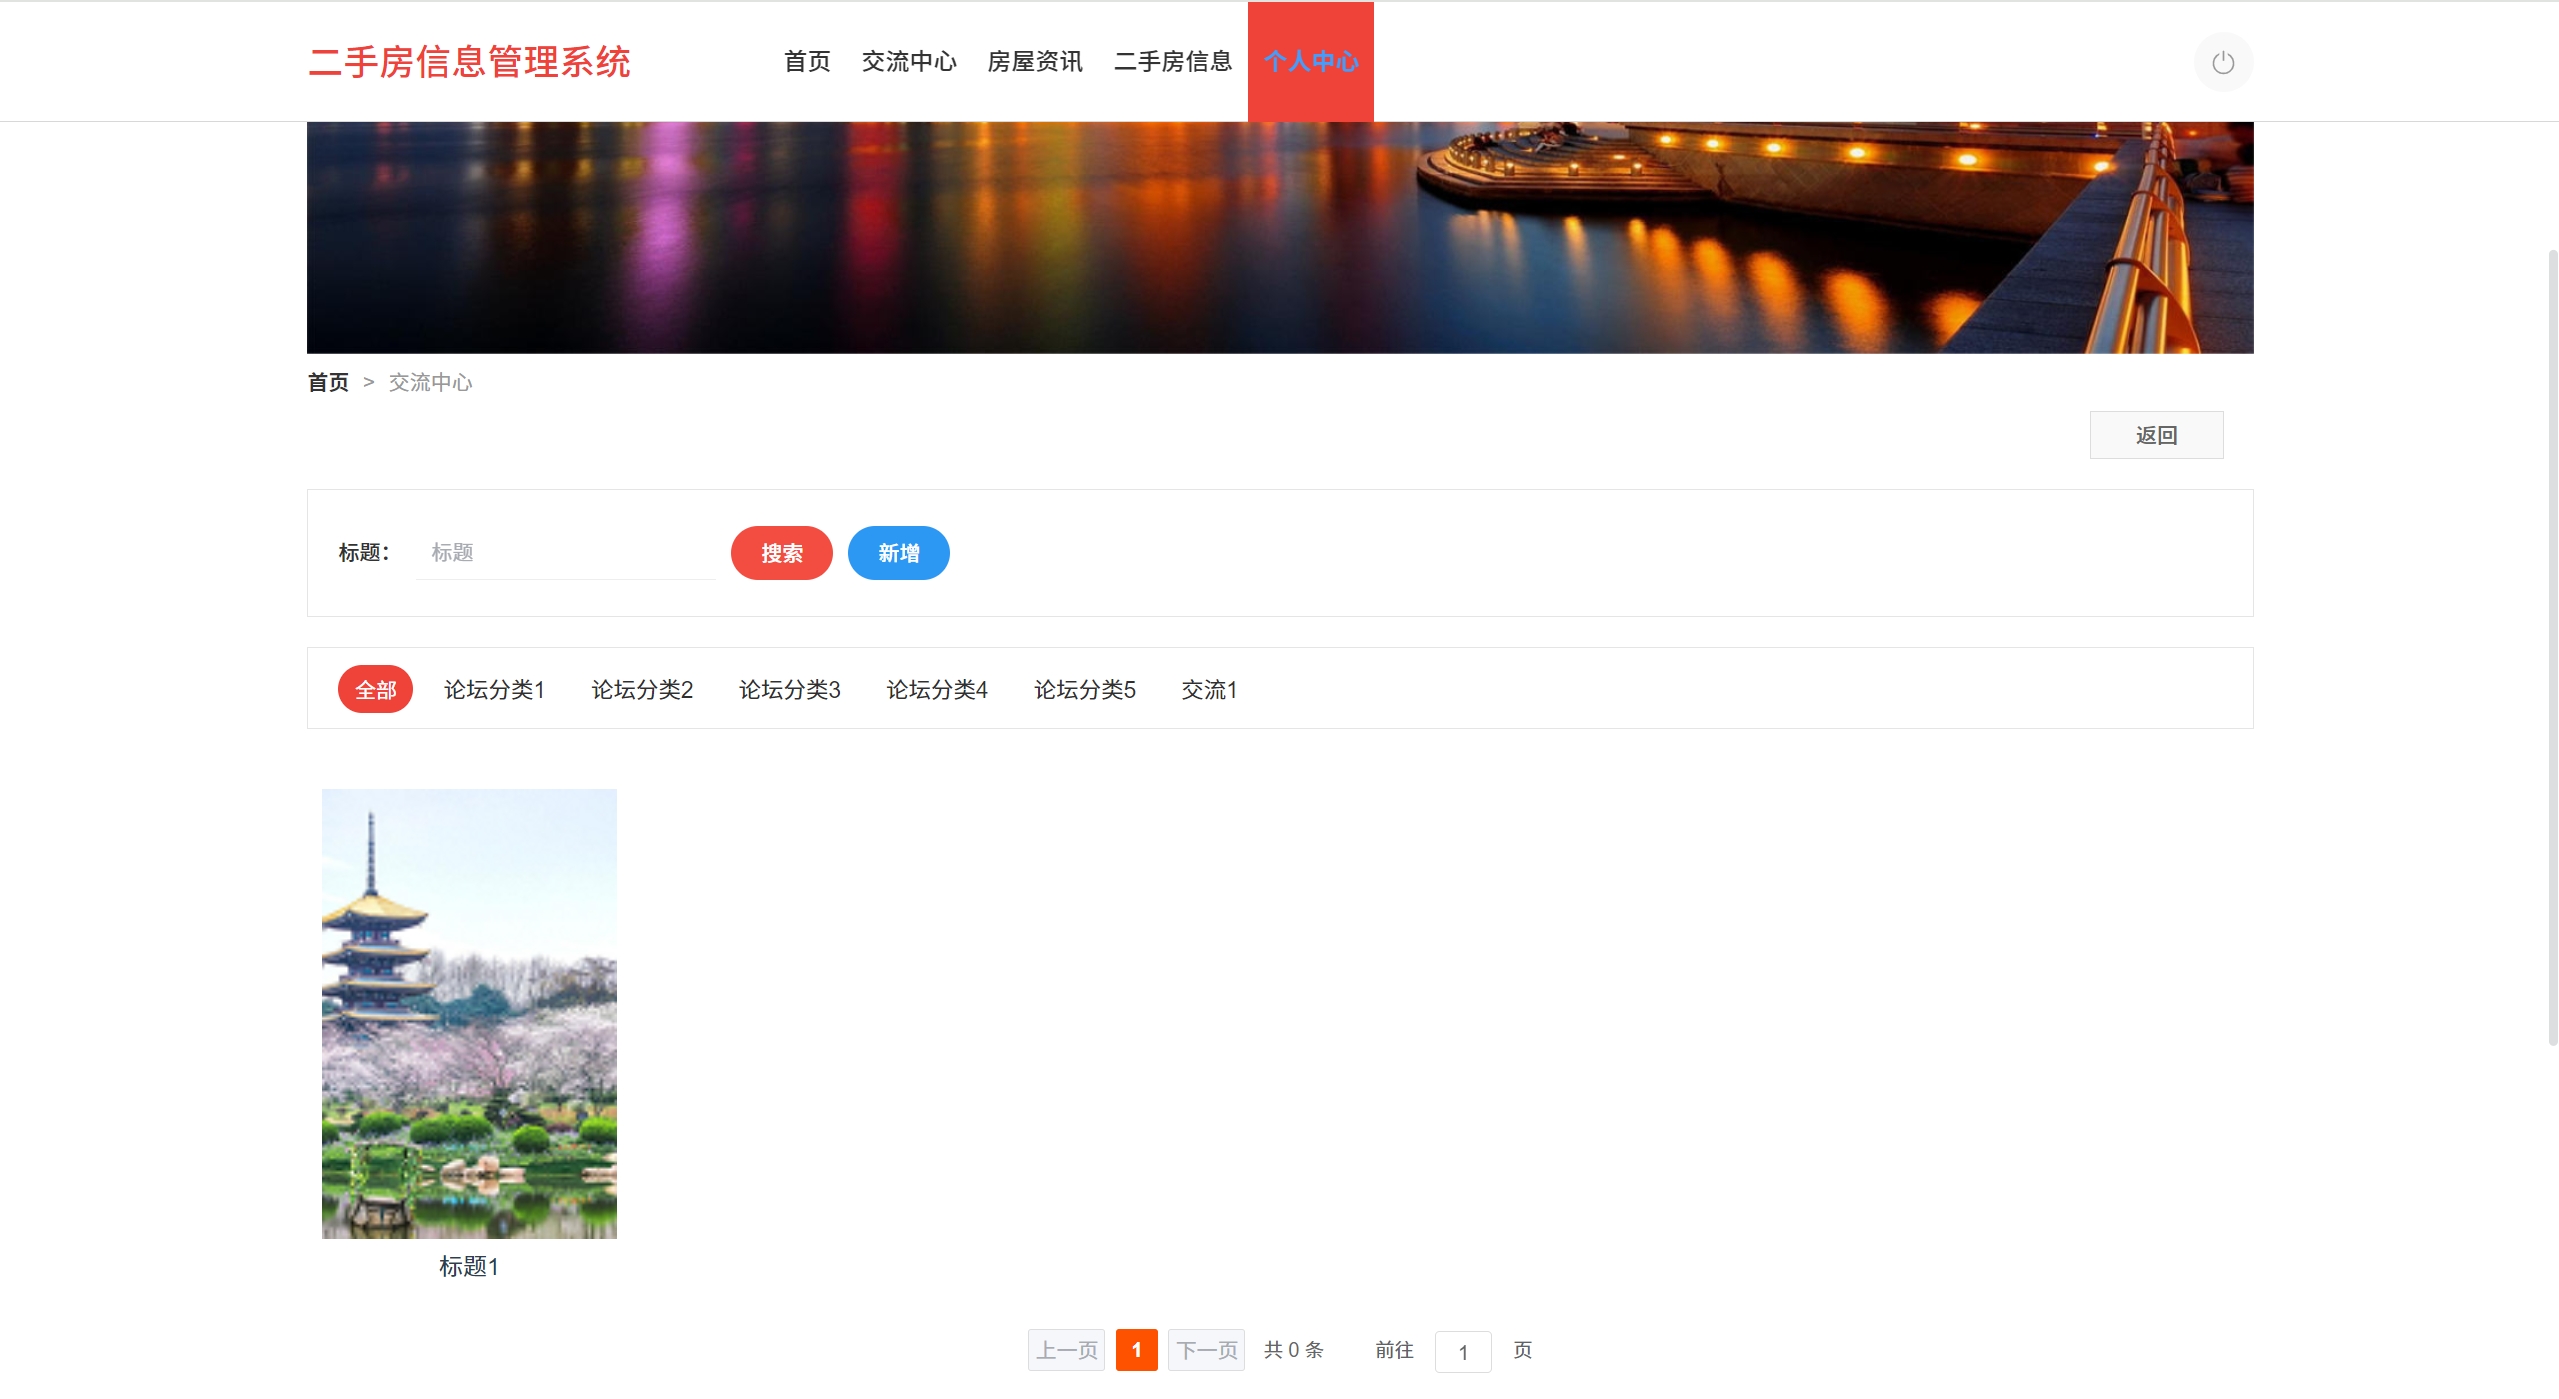 二手房信息管理系统 首页 交流中心 房屋资讯 二手房信息 个人中心
首页 > 交流中心
返回
标题： 标题 搜索 新增
全部 论坛分类1 论坛分类2 论坛分类3 论坛分类4 论坛分类5 交流1
标题1
上一页 1 下一页 共 0 条 前往 1 页